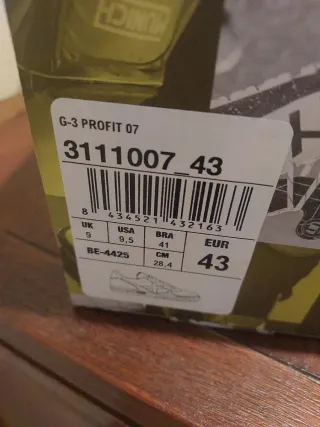 MUNICH
G-3 PROFIT 07
3111007_43
8 434521 432163
UK USA BRA EUR
9 9,5 41 43
BE-4425 CM
28.4